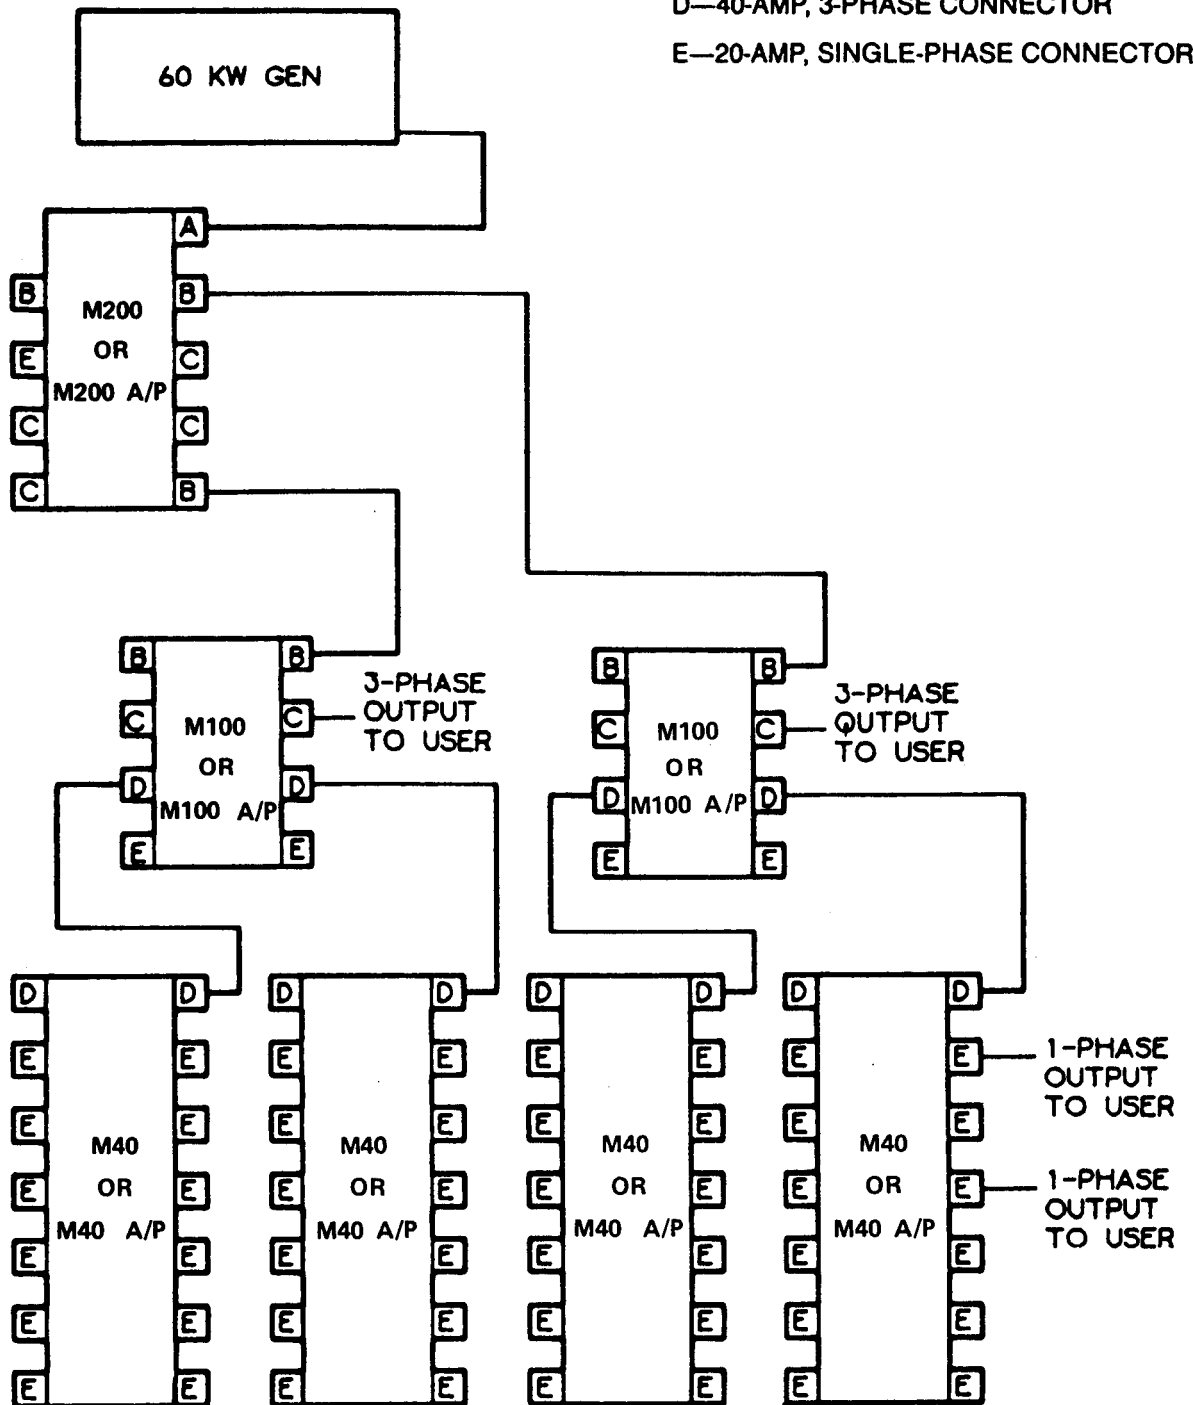 D—40-AMP, 3-PHASE CONNECTOR
E—20-AMP, SINGLE-PHASE CONNECTOR
60 KW GEN
A
B B
E C
C C
C B
M200
OR
M200 A/P
B B
C C
D D
E E
M100
OR
M100 A/P
3-PHASE
OUTPUT
TO USER
B B
C C
D D
E E
M100
OR
M100 A/P
3-PHASE
OUTPUT
TO USER
D D
E E
E E
E E
E E
E E
E E
M40
OR
M40 A/P
D D
E E
E E
E E
E E
E E
E E
M40
OR
M40 A/P
D D
E E
E E
E E
E E
E E
E E
M40
OR
M40 A/P
D D
E E
E E
E E
E E
E E
E E
M40
OR
M40 A/P
1-PHASE
OUTPUT
TO USER
1-PHASE
OUTPUT
TO USER